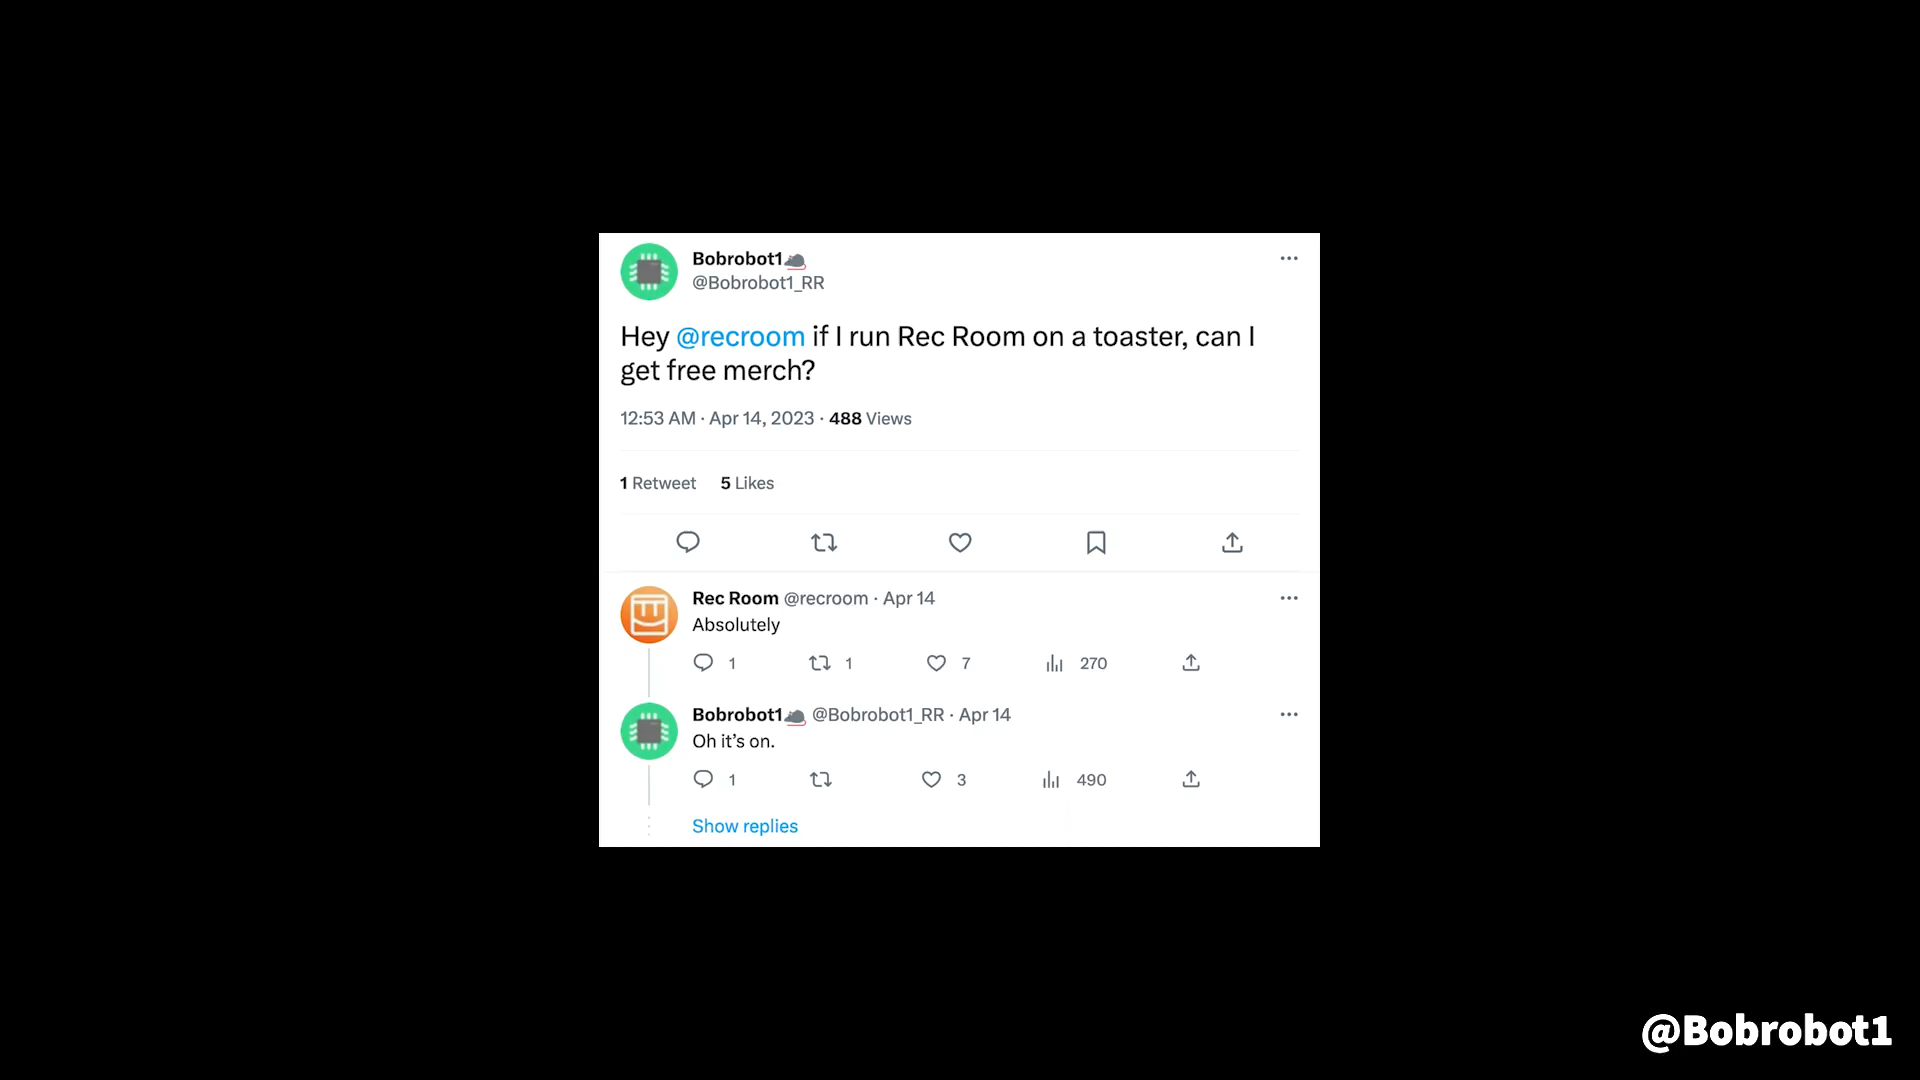 Bobrobot1🐀
@Bobrobot1_RR
Hey @recroom if I run Rec Room on a toaster, can I
get free merch?
12:53 AM · Apr 14, 2023 · 488 Views
1 Retweet 5 Likes
Rec Room @recroom · Apr 14
Absolutely
1 1 7 270
Bobrobot1🐀 @Bobrobot1_RR · Apr 14
Oh it’s on.
1 3 490
Show replies
@Bobrobot1